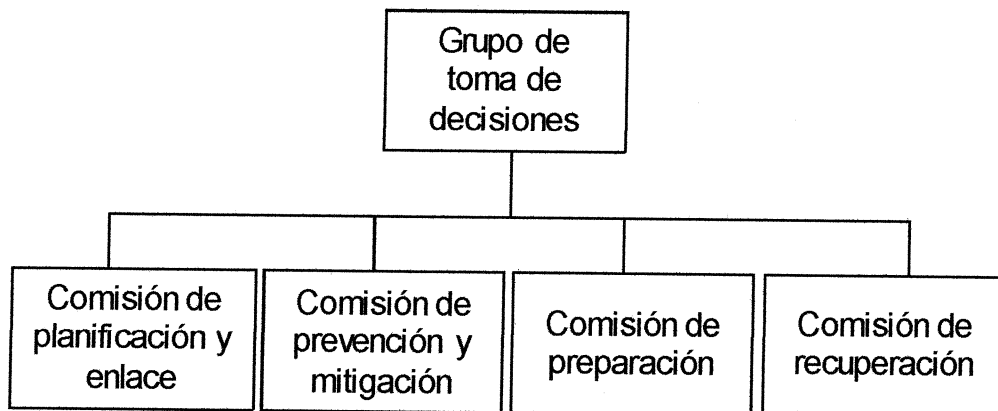 Grupo de
toma de
decisiones
Comisión de
planificación y
enlace
Comisión de
prevención y
mitigación
Comisión de
preparación
Comisión de
recuperación